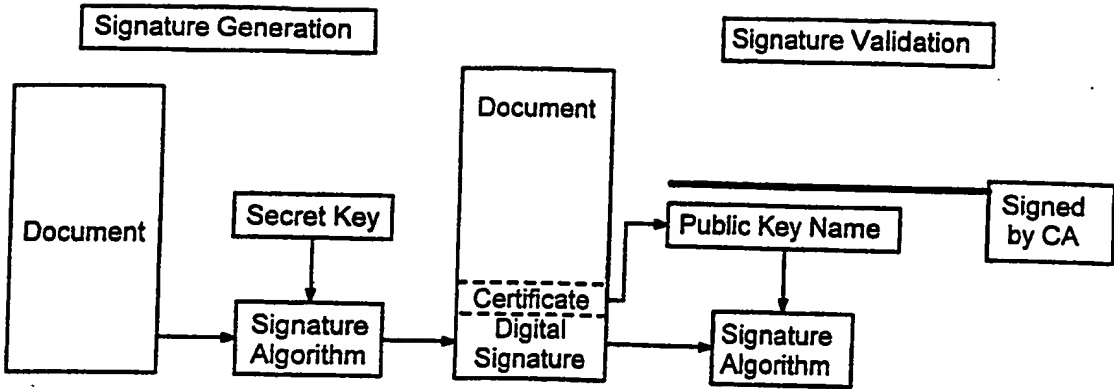 Signature Generation
Signature Validation
Document
Secret Key
Signature
Algorithm
Document
Certificate
Digital
Signature
Public Key Name
Signed
by CA
Signature
Algorithm